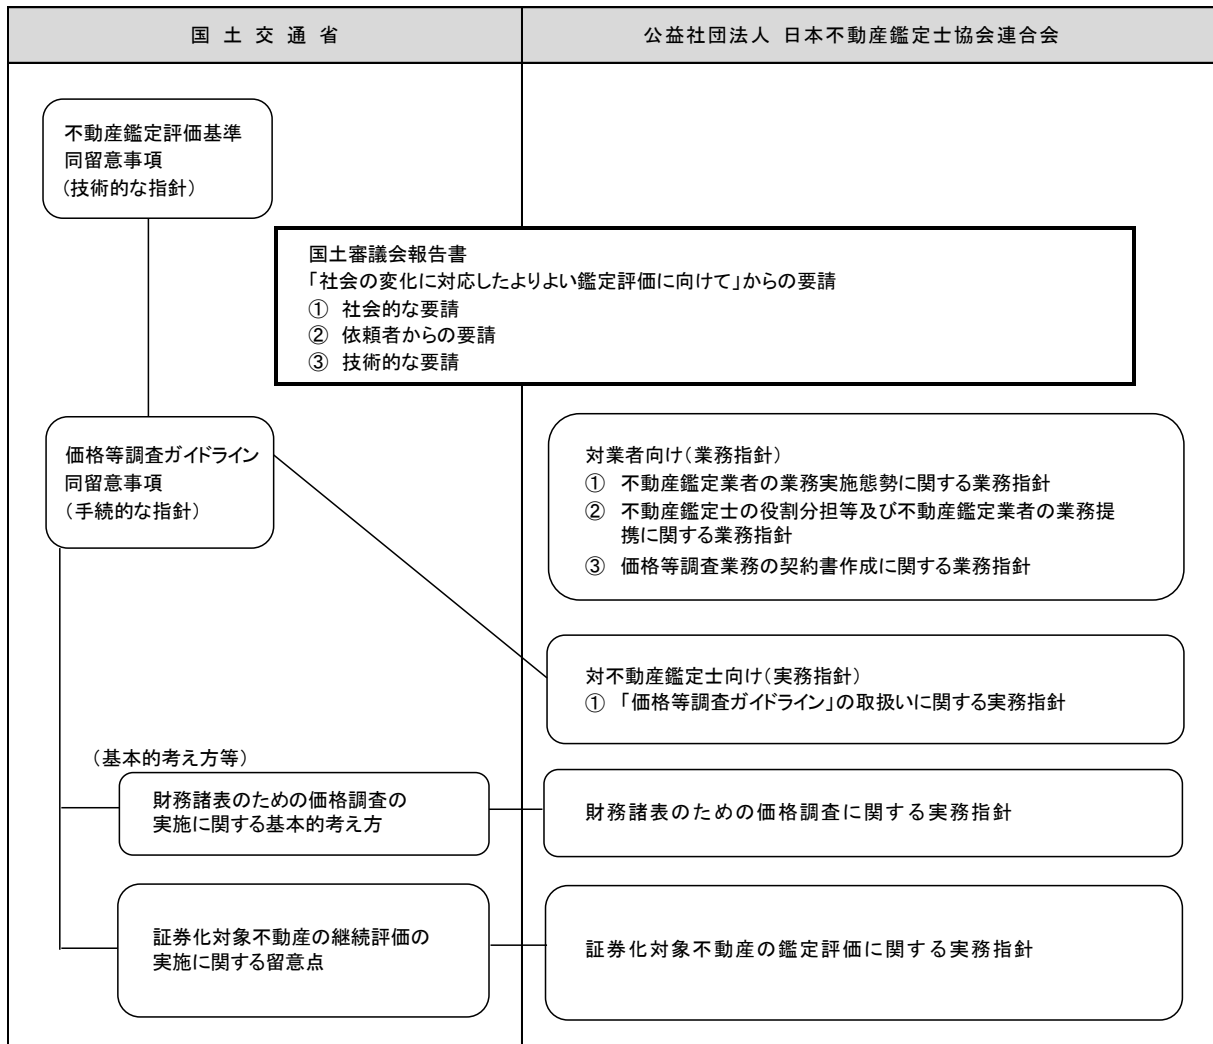 国土交通省
公益社団法人 日本不動産鑑定士協会連合会
不動産鑑定評価基準
同留意事項
(技術的な指針)
国土審議会報告書
「社会の変化に対応したよりよい鑑定評価に向けて」からの要請
① 社会的な要請
② 依頼者からの要請
③ 技術的な要請
価格等調査ガイドライン
同留意事項
(手続的な指針)
対業者向け(業務指針)
① 不動産鑑定業者の業務実施態勢に関する業務指針
② 不動産鑑定士の役割分担等及び不動産鑑定業者の業務提
携に関する業務指針
③ 価格等調査業務の契約書作成に関する業務指針
対不動産鑑定士向け(実務指針)
① 「価格等調査ガイドライン」の取扱いに関する実務指針
(基本的考え方等)
財務諸表のための価格調査の
実施に関する基本的考え方
財務諸表のための価格調査に関する実務指針
証券化対象不動産の継続評価の
実施に関する留意点
証券化対象不動産の鑑定評価に関する実務指針